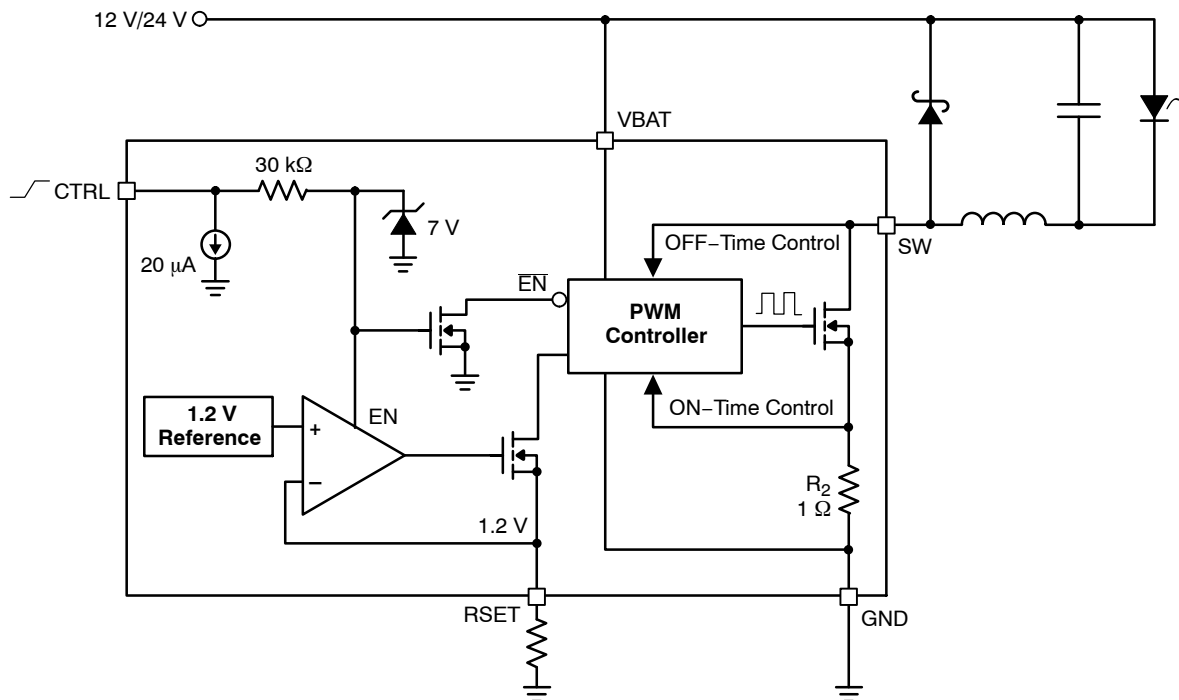 12 V/24 V
VBAT
30 kΩ
CTRL
7 V
20 μA
OFF−Time Control
SW
EN
PWM
Controller
ON−Time Control
1.2 V
Reference
+
EN
−
1.2 V
R2
1 Ω
RSET
GND